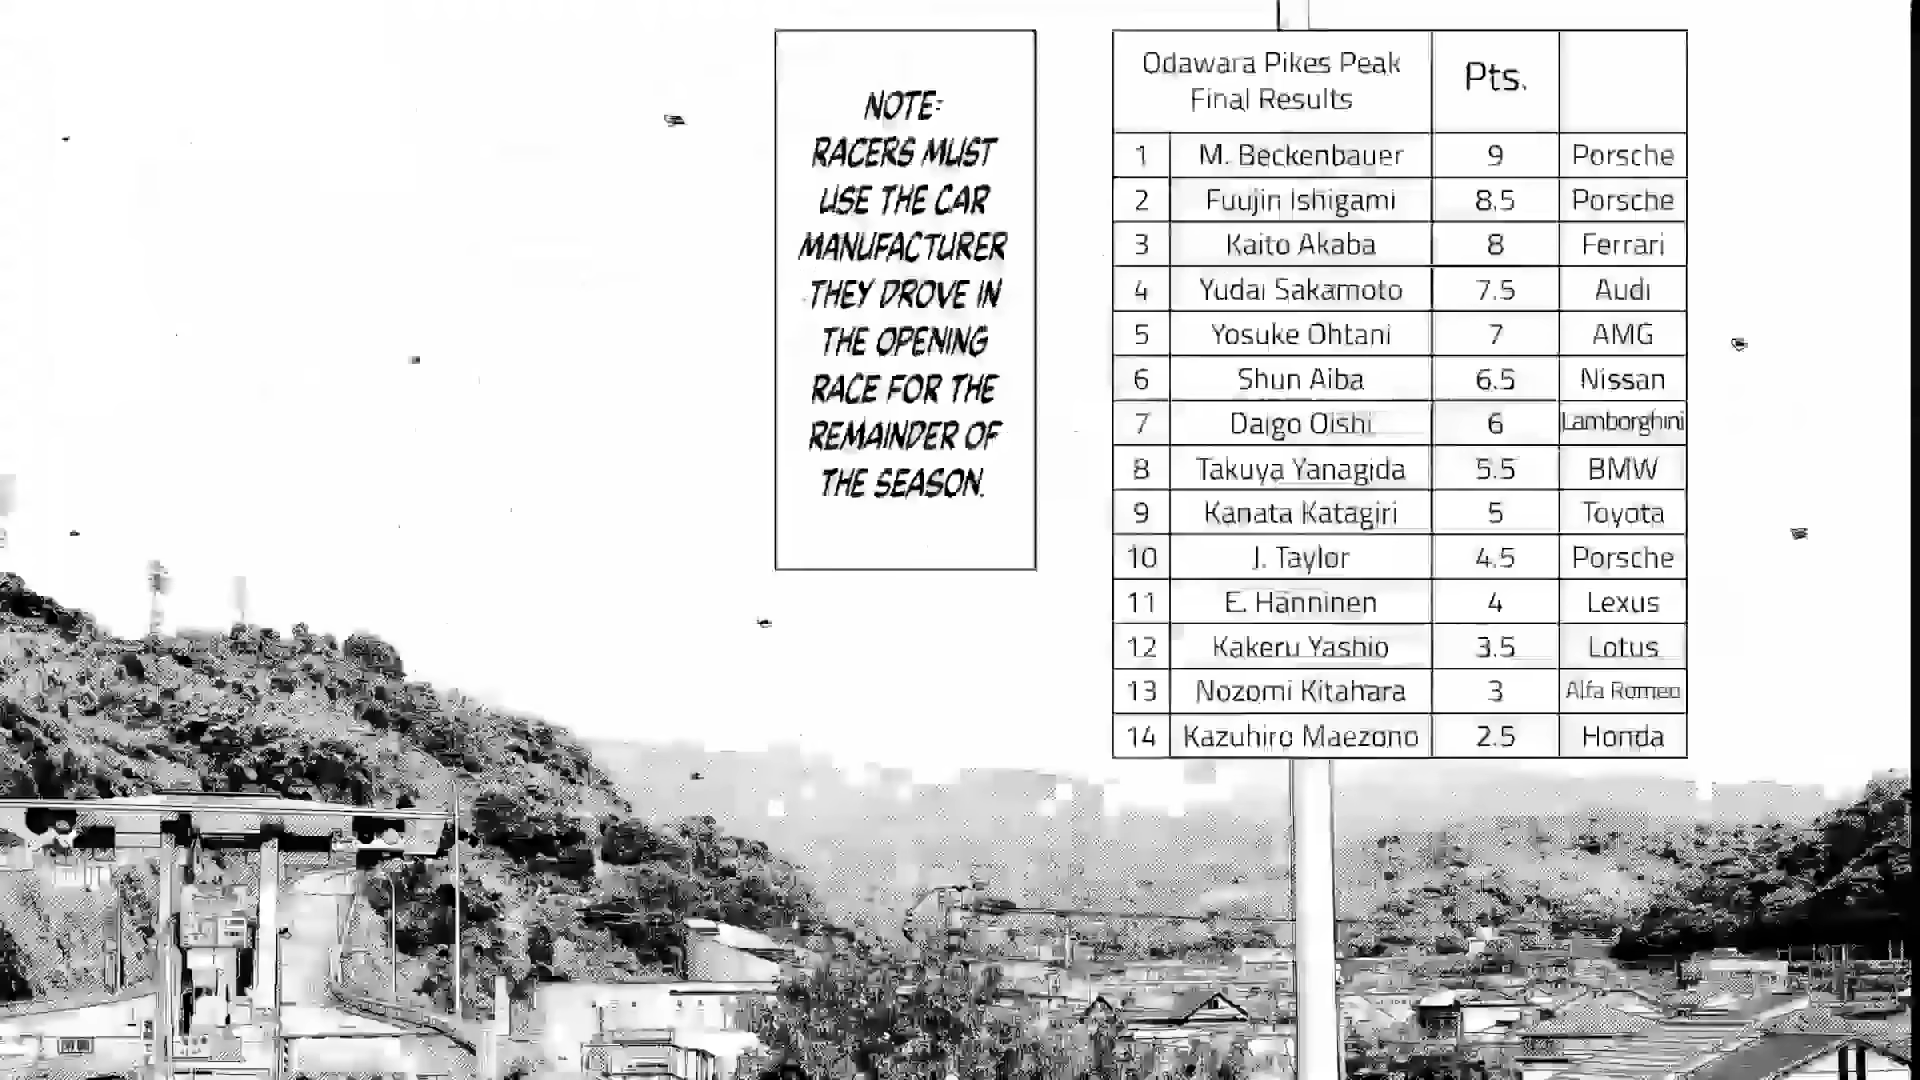 NOTE:
RACERS MUST
USE THE CAR
MANUFACTURER
THEY DROVE IN
THE OPENING
RACE FOR THE
REMAINDER OF
THE SEASON.
Odawara Pikes Peak
Final Results
Pts.
1 M. Beckenbauer 9 Porsche
2 Fuujin Ishigami 8.5 Porsche
3 Kaito Akaba 8 Ferrari
4 Yudai Sakamoto 7.5 Audi
5 Yosuke Ohtani 7 AMG
6 Shun Aiba 6.5 Nissan
7 Daigo Oishi 6 Lamborghini
8 Takuya Yanagida 5.5 BMW
9 Kanata Katagiri 5 Toyota
10 J. Taylor 4.5 Porsche
11 E. Hanninen 4 Lexus
12 Kakeru Yashio 3.5 Lotus
13 Nozomi Kitahara 3 Alfa Romeo
14 Kazuhiro Maezono 2.5 Honda